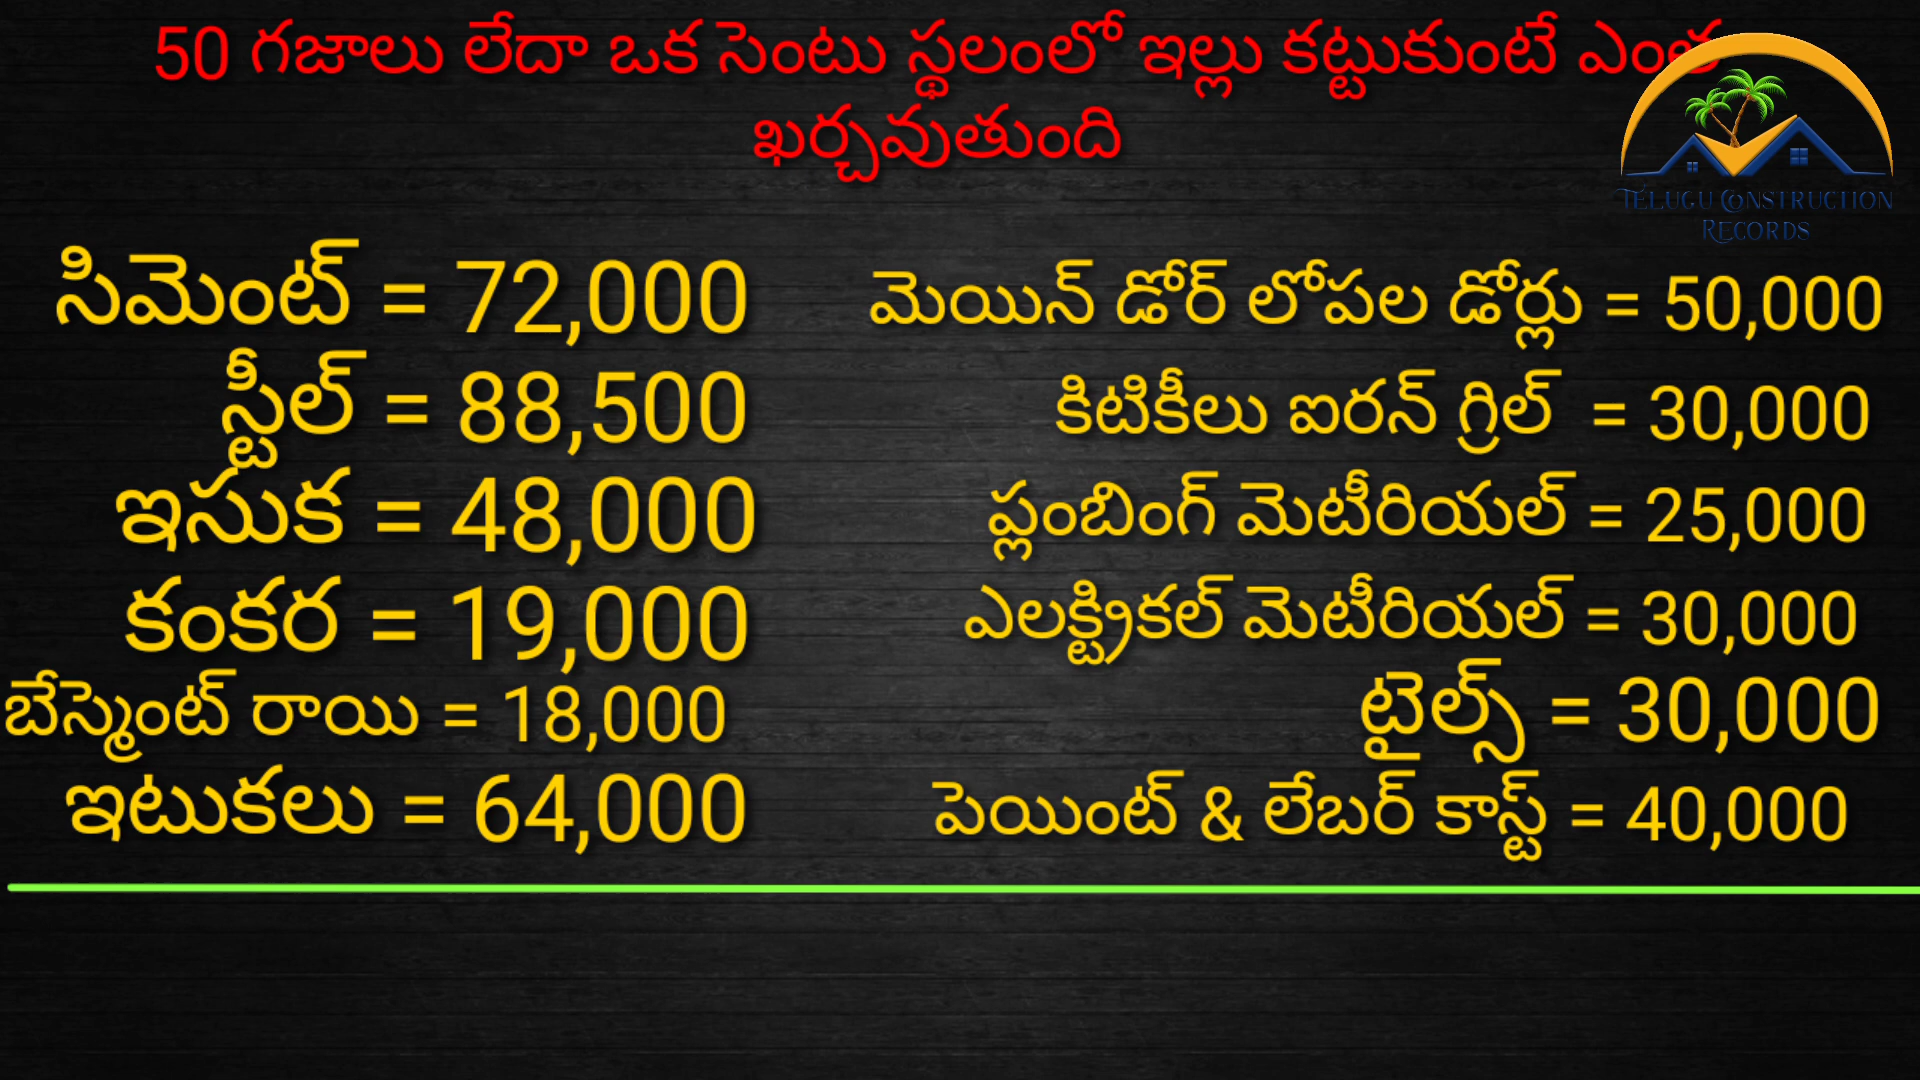 50 గజాలు లేదా ఒక సెంటు స్థలంలో ఇల్లు కట్టుకుంటే ఎంత
ఖర్చవుతుంది
TELUGU CONSTRUCTION
RECORDS
సిమెంట్ = 72,000
స్టీల్ = 88,500
ఇసుక = 48,000
కంకర = 19,000
బేస్మెంట్ రాయి = 18,000
ఇటుకలు = 64,000
మెయిన్ డోర్ లోపల డోర్లు = 50,000
కిటికీలు ఐరన్ గ్రిల్ = 30,000
ప్లంబింగ్ మెటీరియల్ = 25,000
ఎలక్ట్రికల్ మెటీరియల్ = 30,000
టైల్స్ = 30,000
పెయింట్ & లేబర్ కాస్ట్ = 40,000